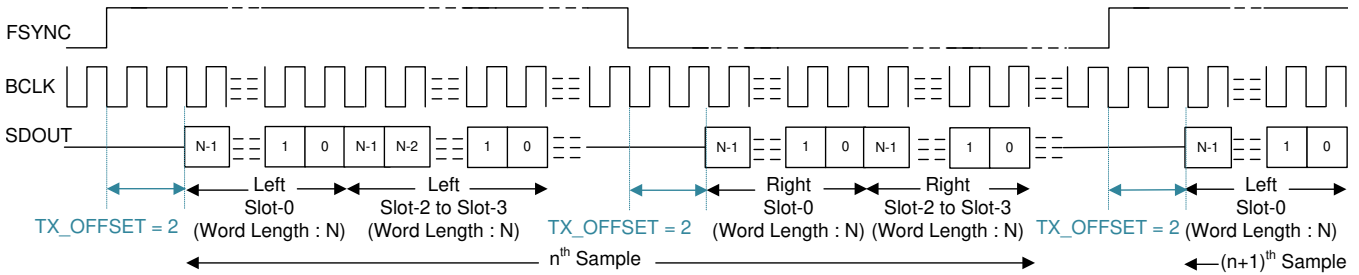 FSYNC
BCLK
SDOUT
N-1 1 0 N-1 N-2 1 0 N-1 1 0 N-1 1 0 N-1 1 0
Left Left Right Right Left
Slot-0 Slot-2 to Slot-3 Slot-0 Slot-2 to Slot-3 Slot-0
TX_OFFSET = 2 (Word Length : N) (Word Length : N) TX_OFFSET = 2 (Word Length : N) (Word Length : N) TX_OFFSET = 2 (Word Length : N)
nth Sample (n+1)th Sample